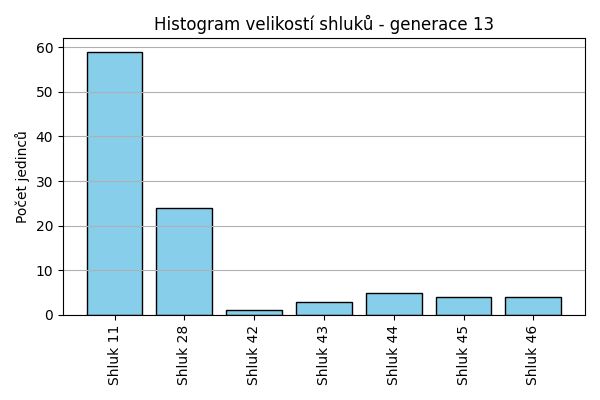 Histogram velikostí shluků - generace 13
Počet jedinců
60
50
40
30
20
10
0
Shluk 11
Shluk 28
Shluk 42
Shluk 43
Shluk 44
Shluk 45
Shluk 46